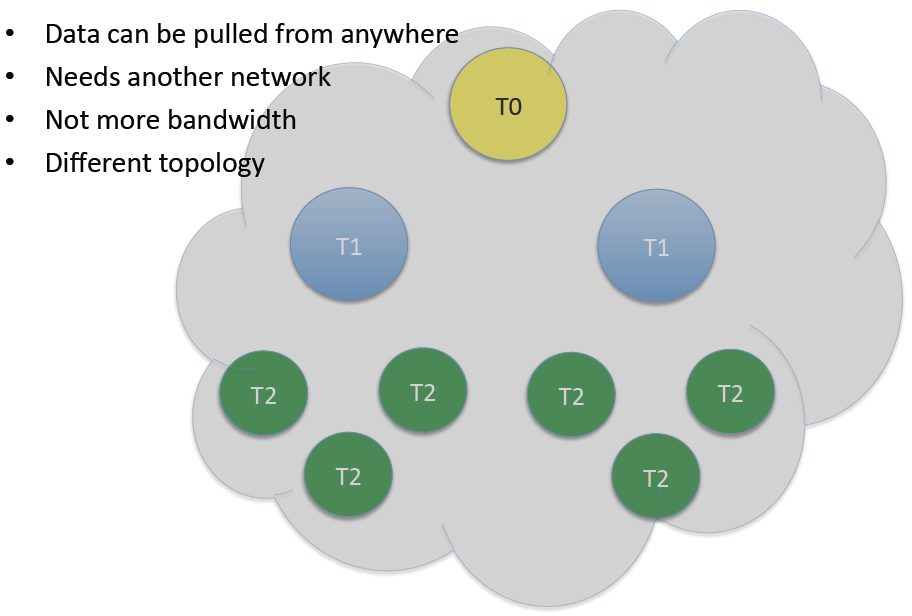 • Data can be pulled from anywhere
• Needs another network
• Not more bandwidth
• Different topology
T0
T1 T1
T2 T2 T2 T2
T2 T2